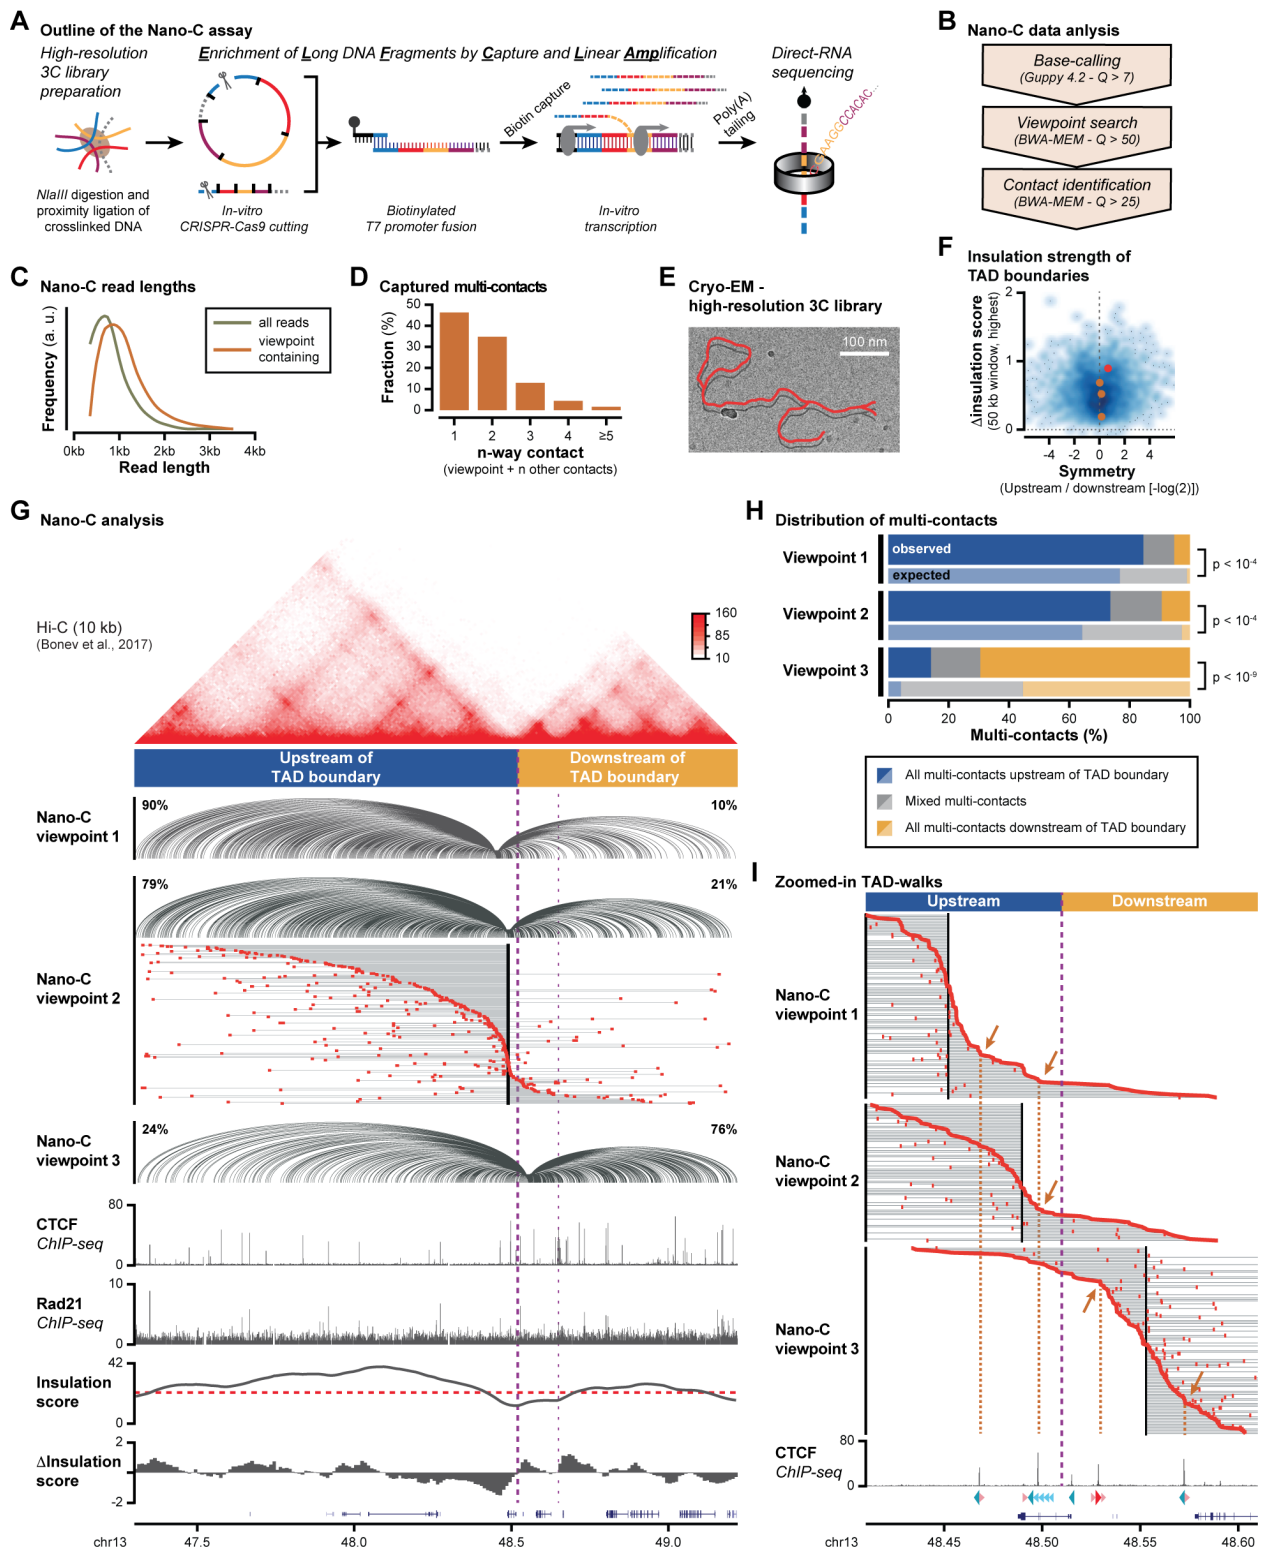 A
Outline of the Nano-C assay
High-resolution
3C library
preparation
Enrichment of Long DNA Fragments by Capture and Linear Amplification
Direct-RNA
sequencing
Biotin capture
Poly(A)
tailing
GAAGGCCACAC...
NlaIII digestion and
proximity ligation of
crosslinked DNA
In-vitro
CRISPR-Cas9 cutting
Biotinylated
T7 promoter fusion
In-vitro
transcription
B
Nano-C data anlysis
Base-calling
(Guppy 4.2 - Q > 7)
Viewpoint search
(BWA-MEM - Q > 50)
Contact identification
(BWA-MEM - Q > 25)
C
Nano-C read lengths
Frequency (a. u.)
all reads
viewpoint
containing
0kb 1kb 2kb 3kb 4kb
Read length
D
Captured multi-contacts
Fraction (%)
50
40
30
20
10
0
1 2 3 4 ≥5
n-way contact
(viewpoint + n other contacts)
E
Cryo-EM -
high-resolution 3C library
100 nm
F
Insulation strength of
TAD boundaries
Δinsulation score
(50 kb window, highest)
2
1
0
-4 -2 0 2 4
Symmetry
(Upstream / downstream [-log(2)])
G
Nano-C analysis
Hi-C (10 kb)
(Bonev et al., 2017)
160
85
10
Upstream of
TAD boundary
Downstream of
TAD boundary
Nano-C
viewpoint 1
90%
10%
79%
21%
Nano-C
viewpoint 2
Nano-C
viewpoint 3
24%
76%
CTCF
ChIP-seq
80
0
Rad21
ChIP-seq
10
0
Insulation
score
42
0
ΔInsulation
score
2
0
-2
chr13
47.5 48.0 48.5 49.0
H
Distribution of multi-contacts
Viewpoint 1
observed
expected
p < 10-4
Viewpoint 2
p < 10-4
Viewpoint 3
p < 10-9
0 20 40 60 80 100
Multi-contacts (%)
All multi-contacts upstream of TAD boundary
Mixed multi-contacts
All multi-contacts downstream of TAD boundary
I
Zoomed-in TAD-walks
Upstream
Downstream
Nano-C
viewpoint 1
Nano-C
viewpoint 2
Nano-C
viewpoint 3
CTCF
ChIP-seq
80
0
chr13
48.45 48.50 48.55 48.60